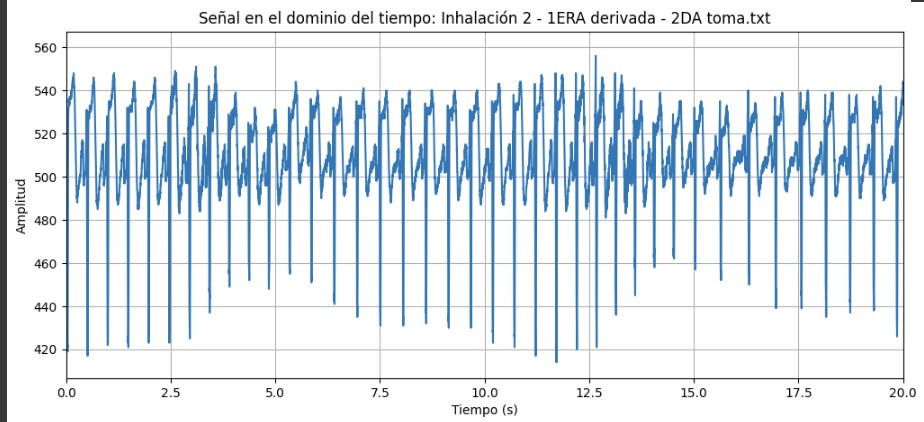 Señal en el dominio del tiempo: Inhalación 2 - 1ERA derivada - 2DA toma.txt
560
540
520
500
480
460
440
420
Amplitud
0.0 2.5 5.0 7.5 10.0 12.5 15.0 17.5 20.0
Tiempo (s)